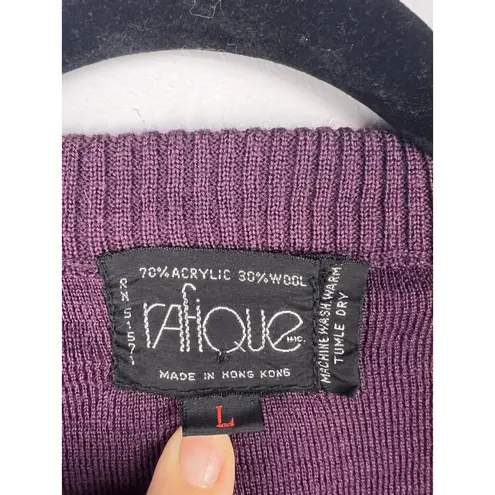 70% ACRYLIC 30% WOOL
RN 51571
rafique INC.
MADE IN HONG KONG
MACHINE WASH WARM
TUMLE DRY
L